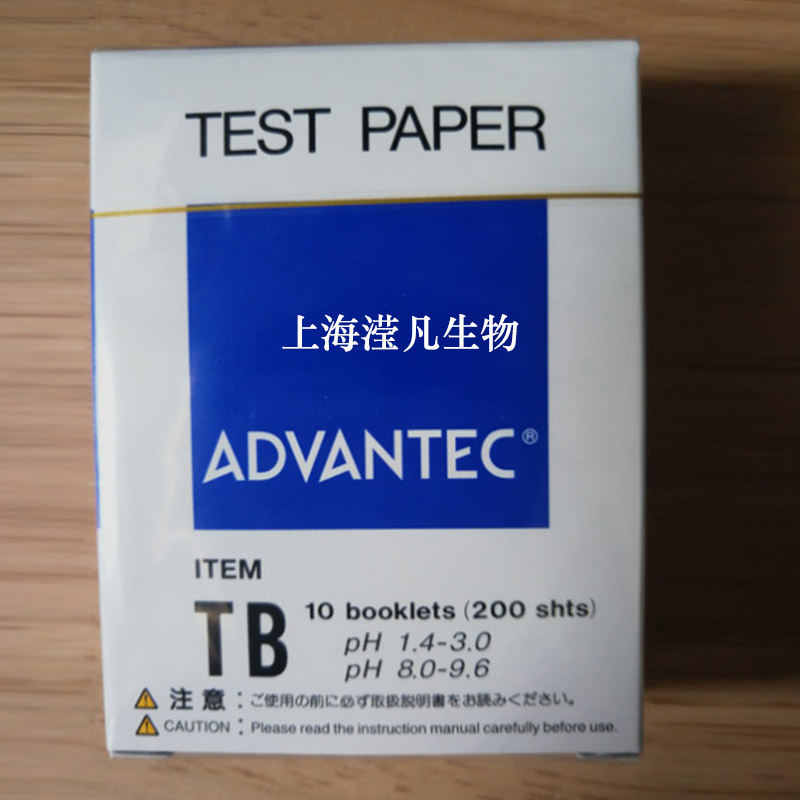 TEST PAPER
上海滢凡生物
ADVANTEC®
ITEM
TB
10 booklets (200 shts)
pH 1.4-3.0
pH 8.0-9.6
注意：ご使用の前に必ず取扱説明書をお読みください。
CAUTION：Please read the instruction manual carefully before use.